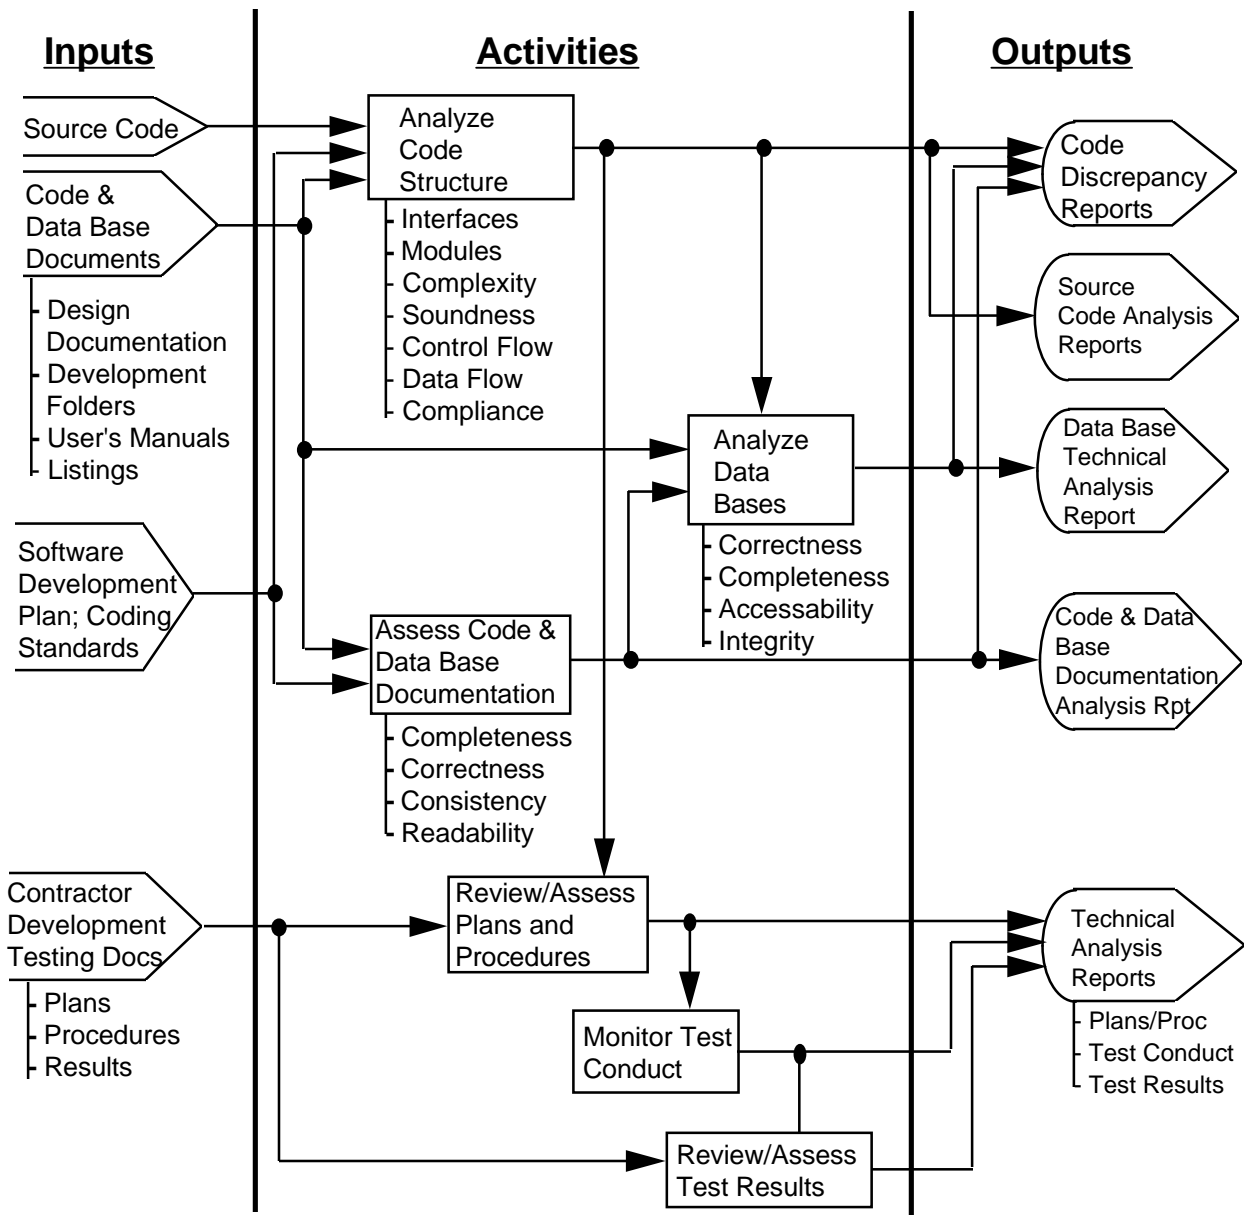 Inputs
Activities
Outputs
Source Code
Code &
Data Base
Documents
- Design
Documentation
- Development
Folders
- User's Manuals
- Listings
Software
Development
Plan; Coding
Standards
Contractor
Development
Testing Docs
- Plans
- Procedures
- Results
Analyze
Code
Structure
- Interfaces
- Modules
- Complexity
- Soundness
- Control Flow
- Data Flow
- Compliance
Analyze
Data
Bases
- Correctness
- Completeness
- Accessability
- Integrity
Assess Code &
Data Base
Documentation
- Completeness
- Correctness
- Consistency
- Readability
Review/Assess
Plans and
Procedures
Monitor Test
Conduct
Review/Assess
Test Results
Code
Discrepancy
Reports
Source
Code Analysis
Reports
Data Base
Technical
Analysis
Report
Code & Data
Base
Documentation
Analysis Rpt
Technical
Analysis
Reports
- Plans/Proc
- Test Conduct
- Test Results